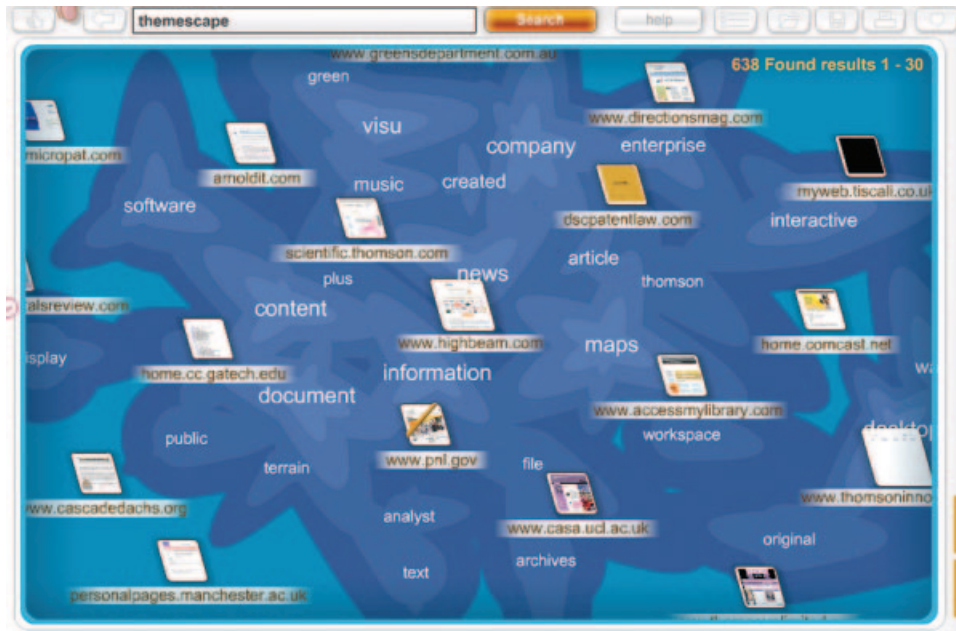 themescape
Search
help
www.greensdepartment.com.au
638 Found results 1 - 30
green
www.directionsmag.com
visu
company
enterprise
micropat.com
arnoldit.com
music
created
myweb.tiscali.co.uk
software
dscpatentlaw.com
interactive
scientific.thomson.com
article
news
plus
thomson
alsreview.com
content
www.highbeam.com
maps
home.comcast.net
isplay
home.cc.gatech.edu
information
wa
document
www.accessmylibrary.com
desktop
public
workspace
www.pnl.gov
terrain
file
www.thomsoninno
www.cascadedachs.org
analyst
www.casa.ucl.ac.uk
original
archives
text
personalpages.manchester.ac.uk